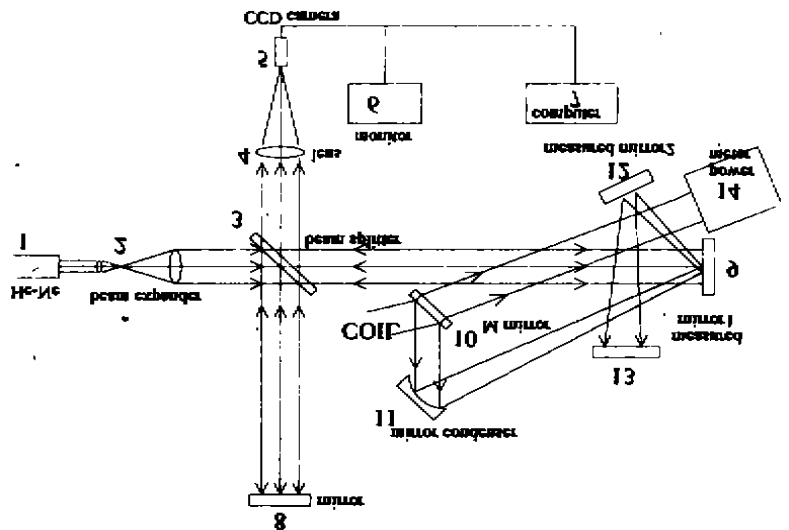 CCD camera
5
6
monitor
7
computer
4
lens
measured mirror2
12
power
meter
14
3
beam splitter
1
He-Ne
2
beam expander
9
measured
mirror1
COIL
10
M mirror
13
11
mirror condenser
8
mirror